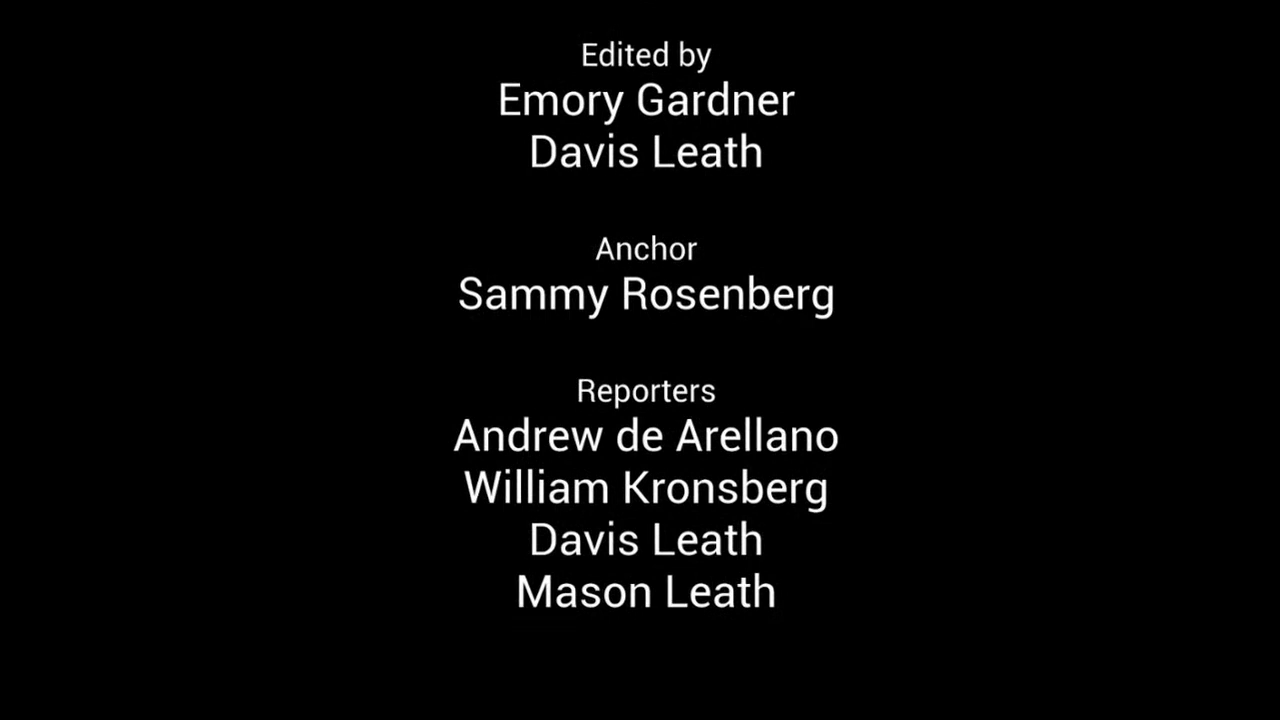 Edited by
Emory Gardner
Davis Leath
Anchor
Sammy Rosenberg
Reporters
Andrew de Arellano
William Kronsberg
Davis Leath
Mason Leath